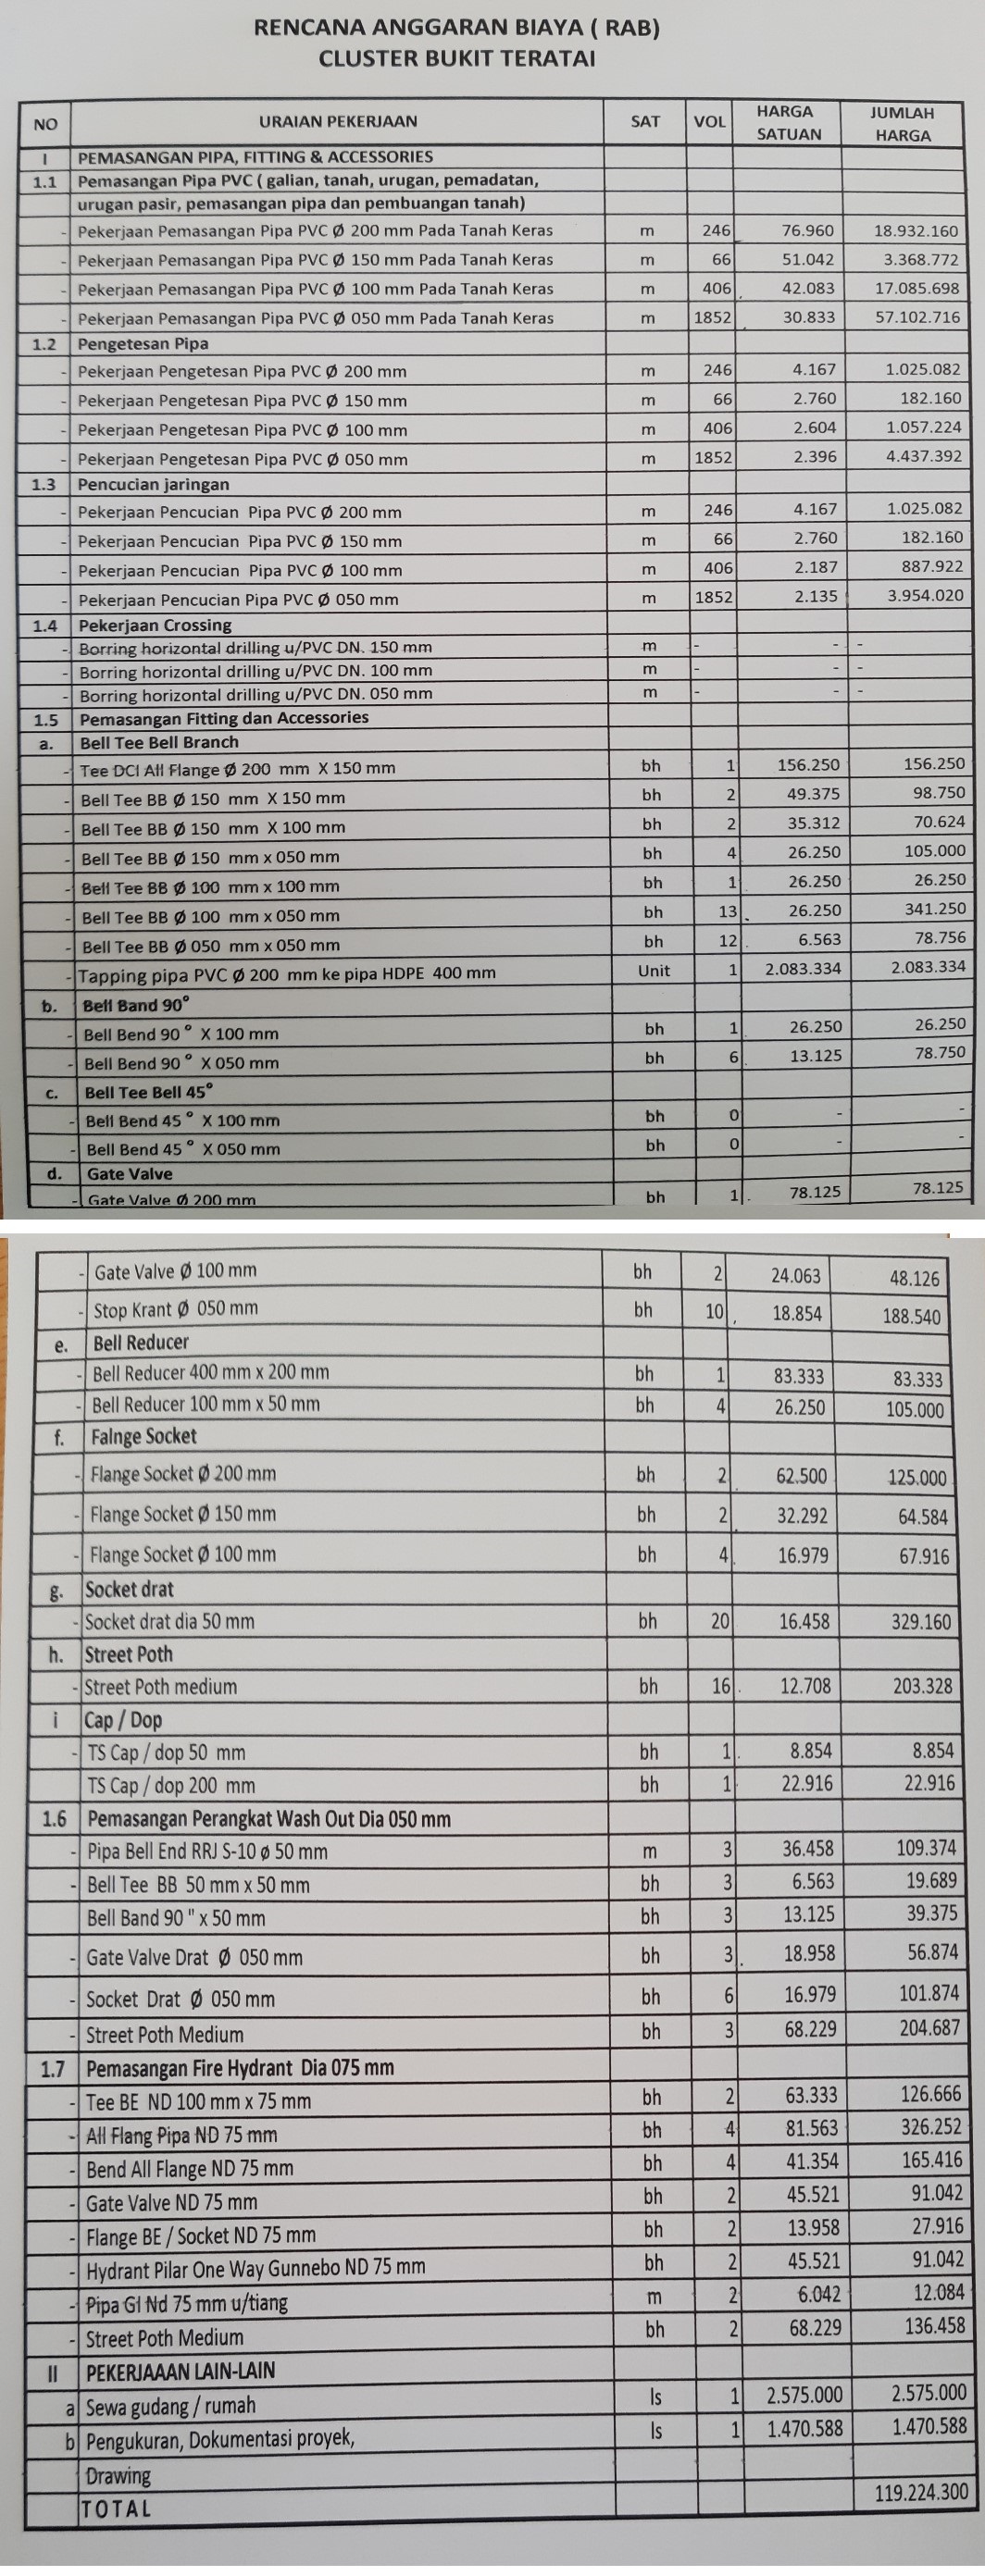 RENCANA ANGGARAN BIAYA ( RAB)
CLUSTER BUKIT TERATAI
NO URAIAN PEKERJAAN SAT VOL HARGA SATUAN JUMLAH HARGA
I PEMASANGAN PIPA, FITTING & ACCESSORIES
1.1 Pemasangan Pipa PVC ( galian, tanah, urugan, pemadatan,
urugan pasir, pemasangan pipa dan pembuangan tanah)
- Pekerjaan Pemasangan Pipa PVC Ø 200 mm Pada Tanah Keras m 246 76.960 18.932.160
- Pekerjaan Pemasangan Pipa PVC Ø 150 mm Pada Tanah Keras m 66 51.042 3.368.772
- Pekerjaan Pemasangan Pipa PVC Ø 100 mm Pada Tanah Keras m 406 42.083 17.085.698
- Pekerjaan Pemasangan Pipa PVC Ø 050 mm Pada Tanah Keras m 1852 30.833 57.102.716
1.2 Pengetesan Pipa
- Pekerjaan Pengetesan Pipa PVC Ø 200 mm m 246 4.167 1.025.082
- Pekerjaan Pengetesan Pipa PVC Ø 150 mm m 66 2.760 182.160
- Pekerjaan Pengetesan Pipa PVC Ø 100 mm m 406 2.604 1.057.224
- Pekerjaan Pengetesan Pipa PVC Ø 050 mm m 1852 2.396 4.437.392
1.3 Pencucian jaringan
- Pekerjaan Pencucian Pipa PVC Ø 200 mm m 246 4.167 1.025.082
- Pekerjaan Pencucian Pipa PVC Ø 150 mm m 66 2.760 182.160
- Pekerjaan Pencucian Pipa PVC Ø 100 mm m 406 2.187 887.922
- Pekerjaan Pencucian Pipa PVC Ø 050 mm m 1852 2.135 3.954.020
1.4 Pekerjaan Crossing
- Borring horizontal drilling u/PVC DN. 150 mm m - - -
- Borring horizontal drilling u/PVC DN. 100 mm m - - -
- Borring horizontal drilling u/PVC DN. 050 mm m - - -
1.5 Pemasangan Fitting dan Accessories
a. Bell Tee Bell Branch
- Tee DCI All Flange Ø 200 mm X 150 mm bh 1 156.250 156.250
- Bell Tee BB Ø 150 mm X 150 mm bh 2 49.375 98.750
- Bell Tee BB Ø 150 mm X 100 mm bh 2 35.312 70.624
- Bell Tee BB Ø 150 mm x 050 mm bh 4 26.250 105.000
- Bell Tee BB Ø 100 mm x 100 mm bh 1 26.250 26.250
- Bell Tee BB Ø 100 mm x 050 mm bh 13 26.250 341.250
- Bell Tee BB Ø 050 mm x 050 mm bh 12 6.563 78.756
- Tapping pipa PVC Ø 200 mm ke pipa HDPE 400 mm Unit 1 2.083.334 2.083.334
b. Bell Band 90°
- Bell Bend 90 ° X 100 mm bh 1 26.250 26.250
- Bell Bend 90 ° X 050 mm bh 6 13.125 78.750
c. Bell Tee Bell 45°
- Bell Bend 45 ° X 100 mm bh 0 - -
- Bell Bend 45 ° X 050 mm bh 0 - -
d. Gate Valve
- Gate Valve Ø 200 mm bh 1 78.125 78.125
- Gate Valve Ø 100 mm bh 2 24.063 48.126
- Stop Krant Ø 050 mm bh 10 18.854 188.540
e. Bell Reducer
- Bell Reducer 400 mm x 200 mm bh 1 83.333 83.333
- Bell Reducer 100 mm x 50 mm bh 4 26.250 105.000
f. Falnge Socket
- Flange Socket Ø 200 mm bh 2 62.500 125.000
- Flange Socket Ø 150 mm bh 2 32.292 64.584
- Flange Socket Ø 100 mm bh 4 16.979 67.916
g. Socket drat
- Socket drat dia 50 mm bh 20 16.458 329.160
h. Street Poth
- Street Poth medium bh 16 12.708 203.328
i Cap / Dop
- TS Cap / dop 50 mm bh 1 8.854 8.854
TS Cap / dop 200 mm bh 1 22.916 22.916
1.6 Pemasangan Perangkat Wash Out Dia 050 mm
- Pipa Bell End RRJ S-10 ø 50 mm m 3 36.458 109.374
- Bell Tee BB 50 mm x 50 mm bh 3 6.563 19.689
Bell Band 90 " x 50 mm bh 3 13.125 39.375
- Gate Valve Drat Ø 050 mm bh 3 18.958 56.874
- Socket Drat Ø 050 mm bh 6 16.979 101.874
- Street Poth Medium bh 3 68.229 204.687
1.7 Pemasangan Fire Hydrant Dia 075 mm
- Tee BE ND 100 mm x 75 mm bh 2 63.333 126.666
- All Flang Pipa ND 75 mm bh 4 81.563 326.252
- Bend All Flange ND 75 mm bh 4 41.354 165.416
- Gate Valve ND 75 mm bh 2 45.521 91.042
- Flange BE / Socket ND 75 mm bh 2 13.958 27.916
- Hydrant Pilar One Way Gunnebo ND 75 mm bh 2 45.521 91.042
- Pipa GI Nd 75 mm u/tiang m 2 6.042 12.084
- Street Poth Medium bh 2 68.229 136.458
II PEKERJAAAN LAIN-LAIN
a Sewa gudang / rumah ls 1 2.575.000 2.575.000
b Pengukuran, Dokumentasi proyek, ls 1 1.470.588 1.470.588
Drawing
TOTAL 119.224.300